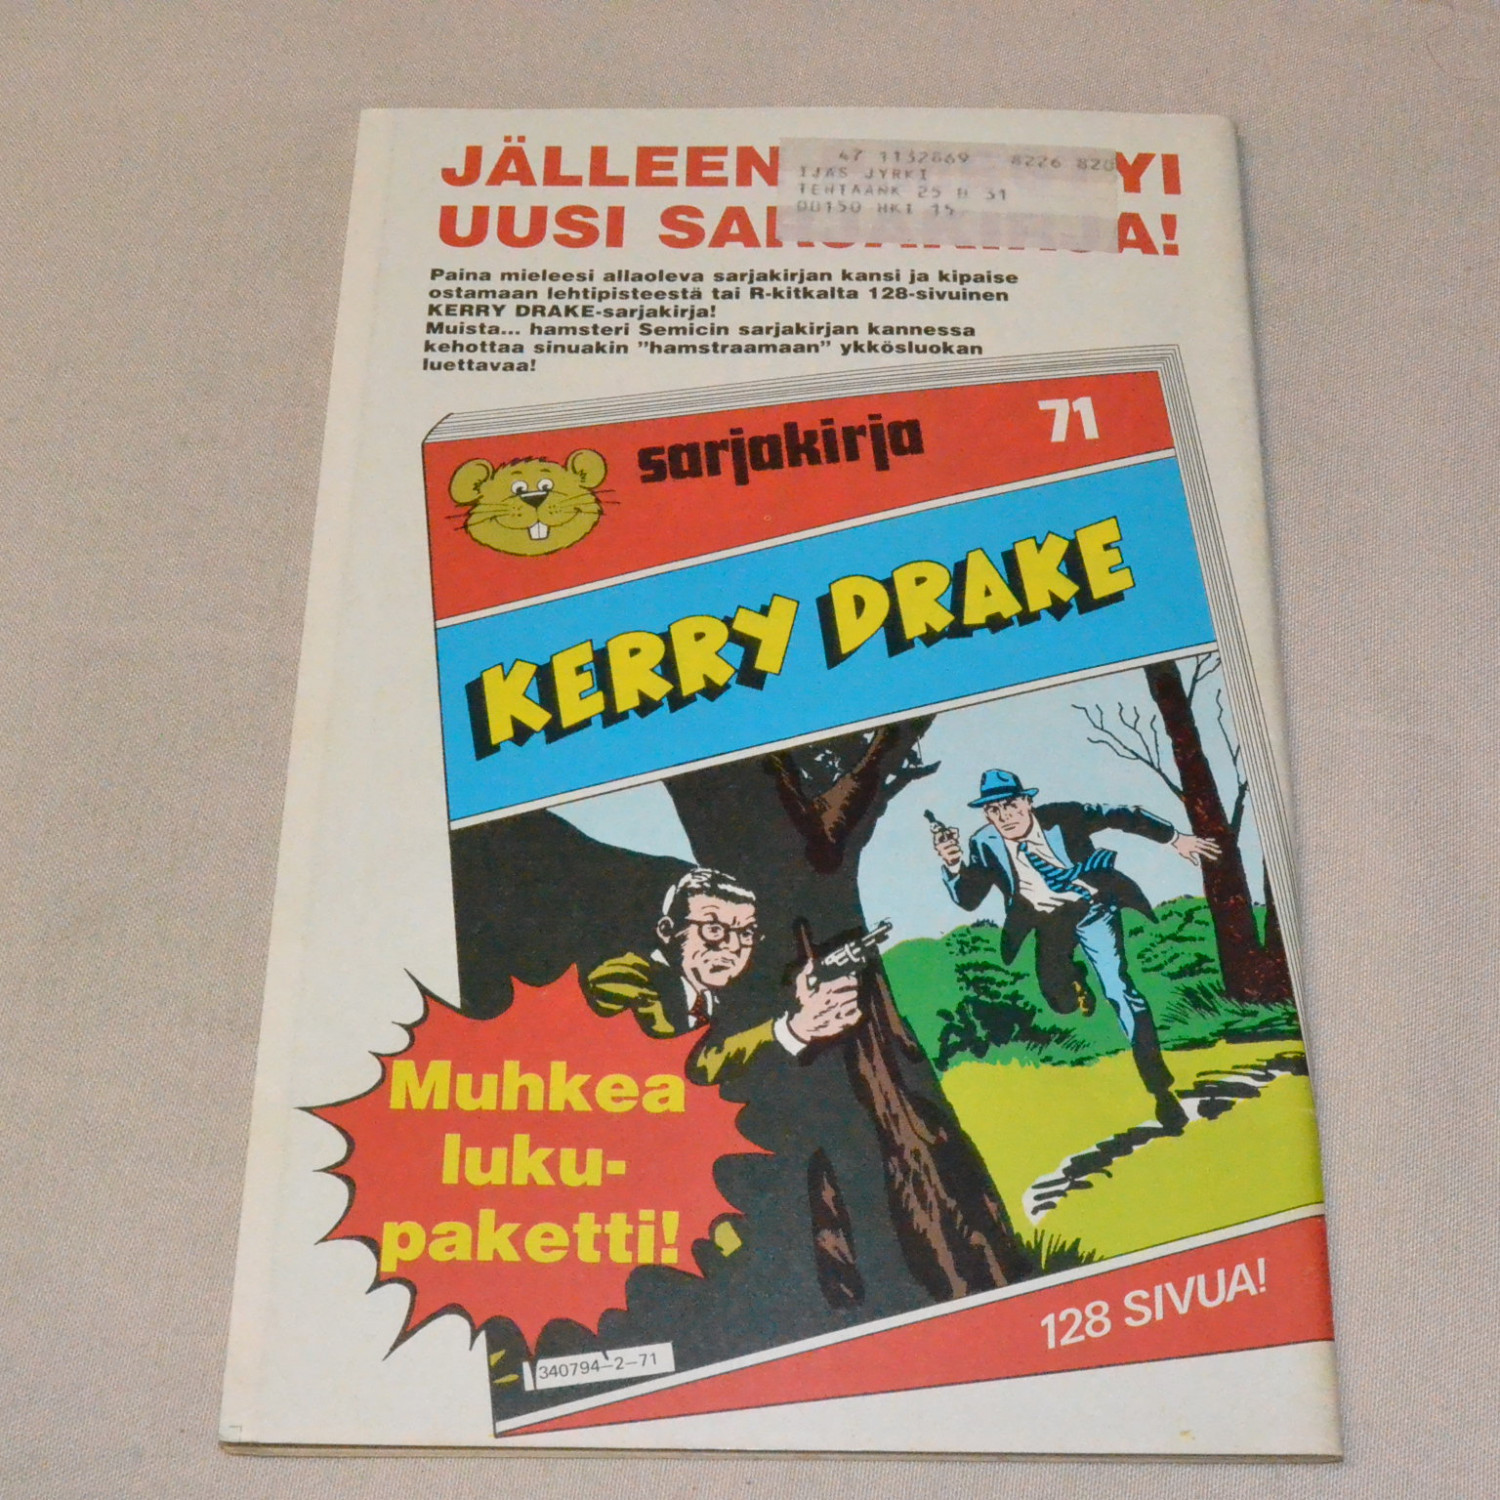 JÄLLEEN YI
47 1132869 8226 820
IJAS JYRKI
TEHTAANK 25 B 31
00150 HKI 15
UUSI SARJAKIRJA!
Paina mieleesi allaoleva sarjakirjan kansi ja kipaise
ostamaan lehtipisteestä tai R-kitkalta 128-sivuinen
KERRY DRAKE-sarjakirja!
Muista... hamsteri Semicin sarjakirjan kannessa
kehottaa sinuakin ”hamstraamaan” ykkösluokan
luettavaa!
sarjakirja 71
KERRY DRAKE
Muhkea
luku-
paketti!
128 SIVUA!
340794-2-71